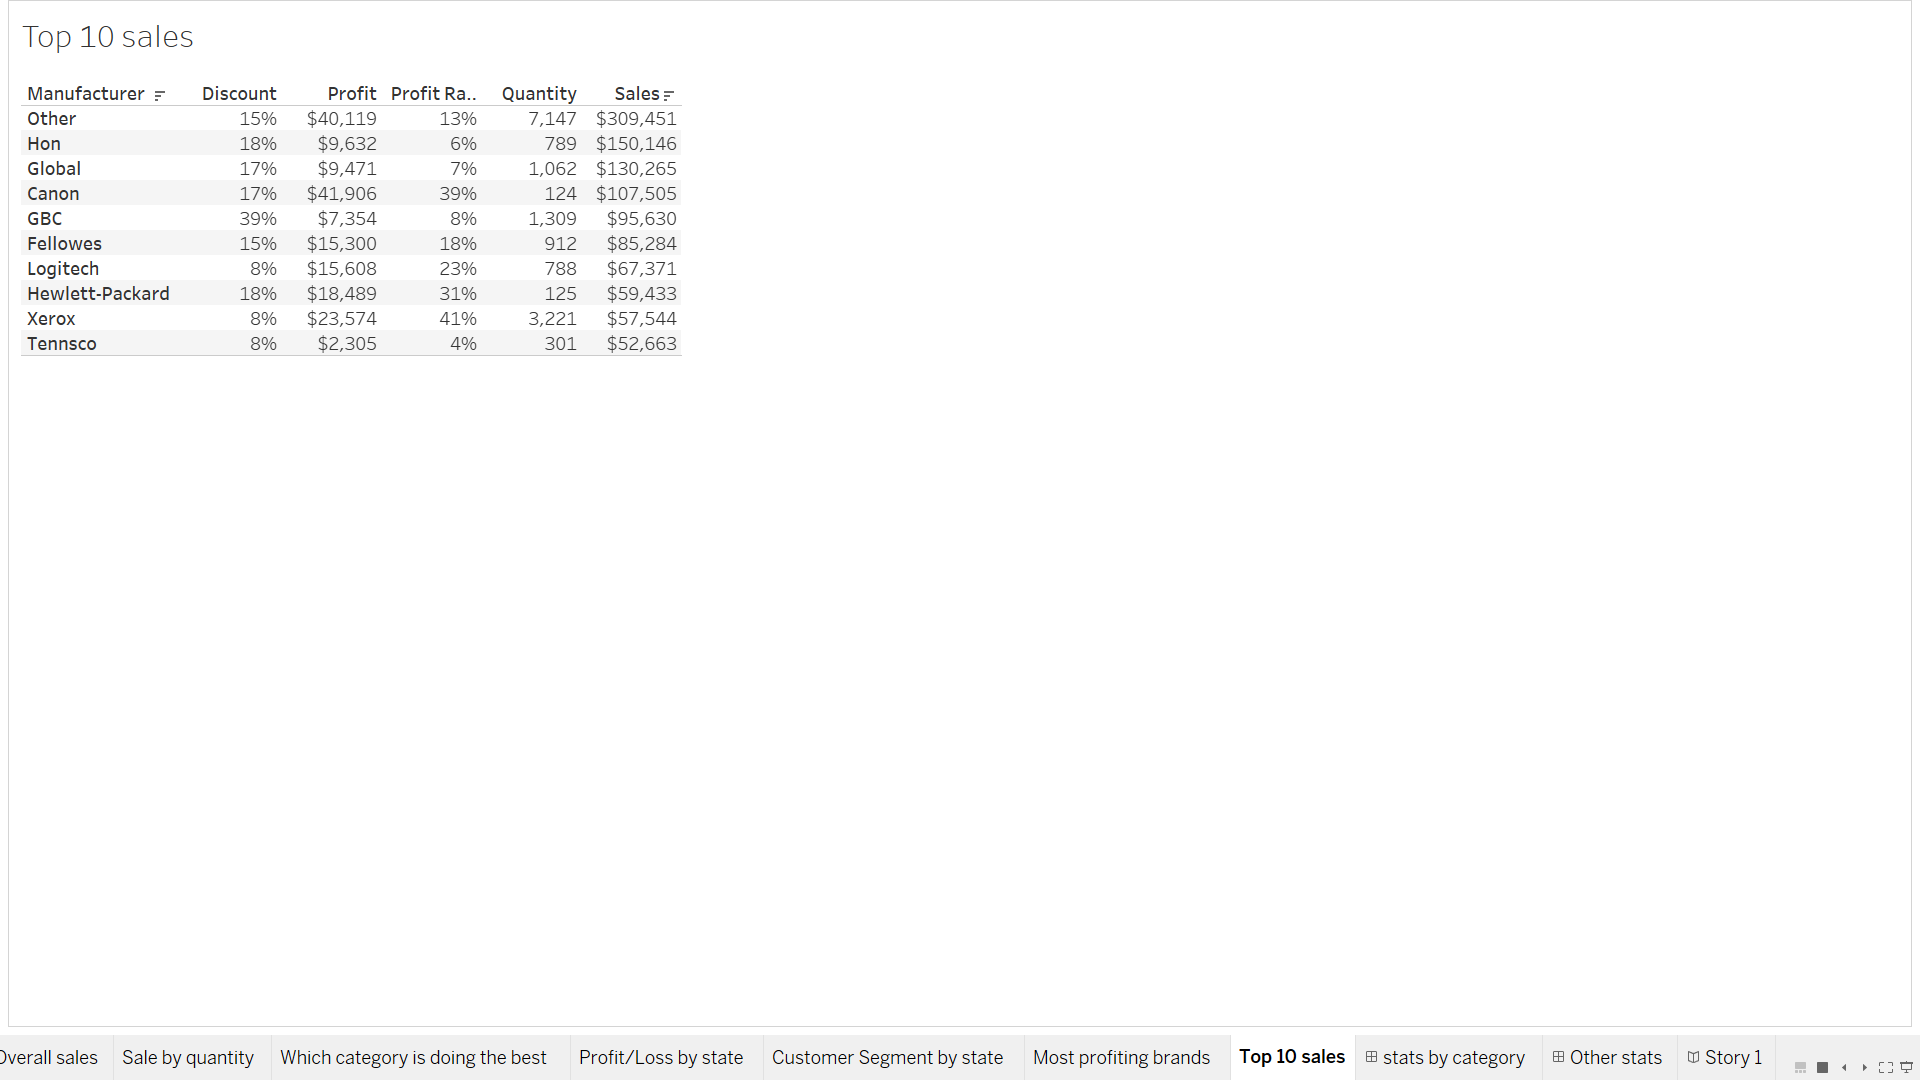 Top 10 sales
Manufacturer Discount Profit Profit Ra.. Quantity Sales
Other 15% $40,119 13% 7,147 $309,451
Hon 18% $9,632 6% 789 $150,146
Global 17% $9,471 7% 1,062 $130,265
Canon 17% $41,906 39% 124 $107,505
GBC 39% $7,354 8% 1,309 $95,630
Fellowes 15% $15,300 18% 912 $85,284
Logitech 8% $15,608 23% 788 $67,371
Hewlett-Packard 18% $18,489 31% 125 $59,433
Xerox 8% $23,574 41% 3,221 $57,544
Tennsco 8% $2,305 4% 301 $52,663
Overall sales Sale by quantity Which category is doing the best Profit/Loss by state Customer Segment by state Most profiting brands Top 10 sales stats by category Other stats Story 1